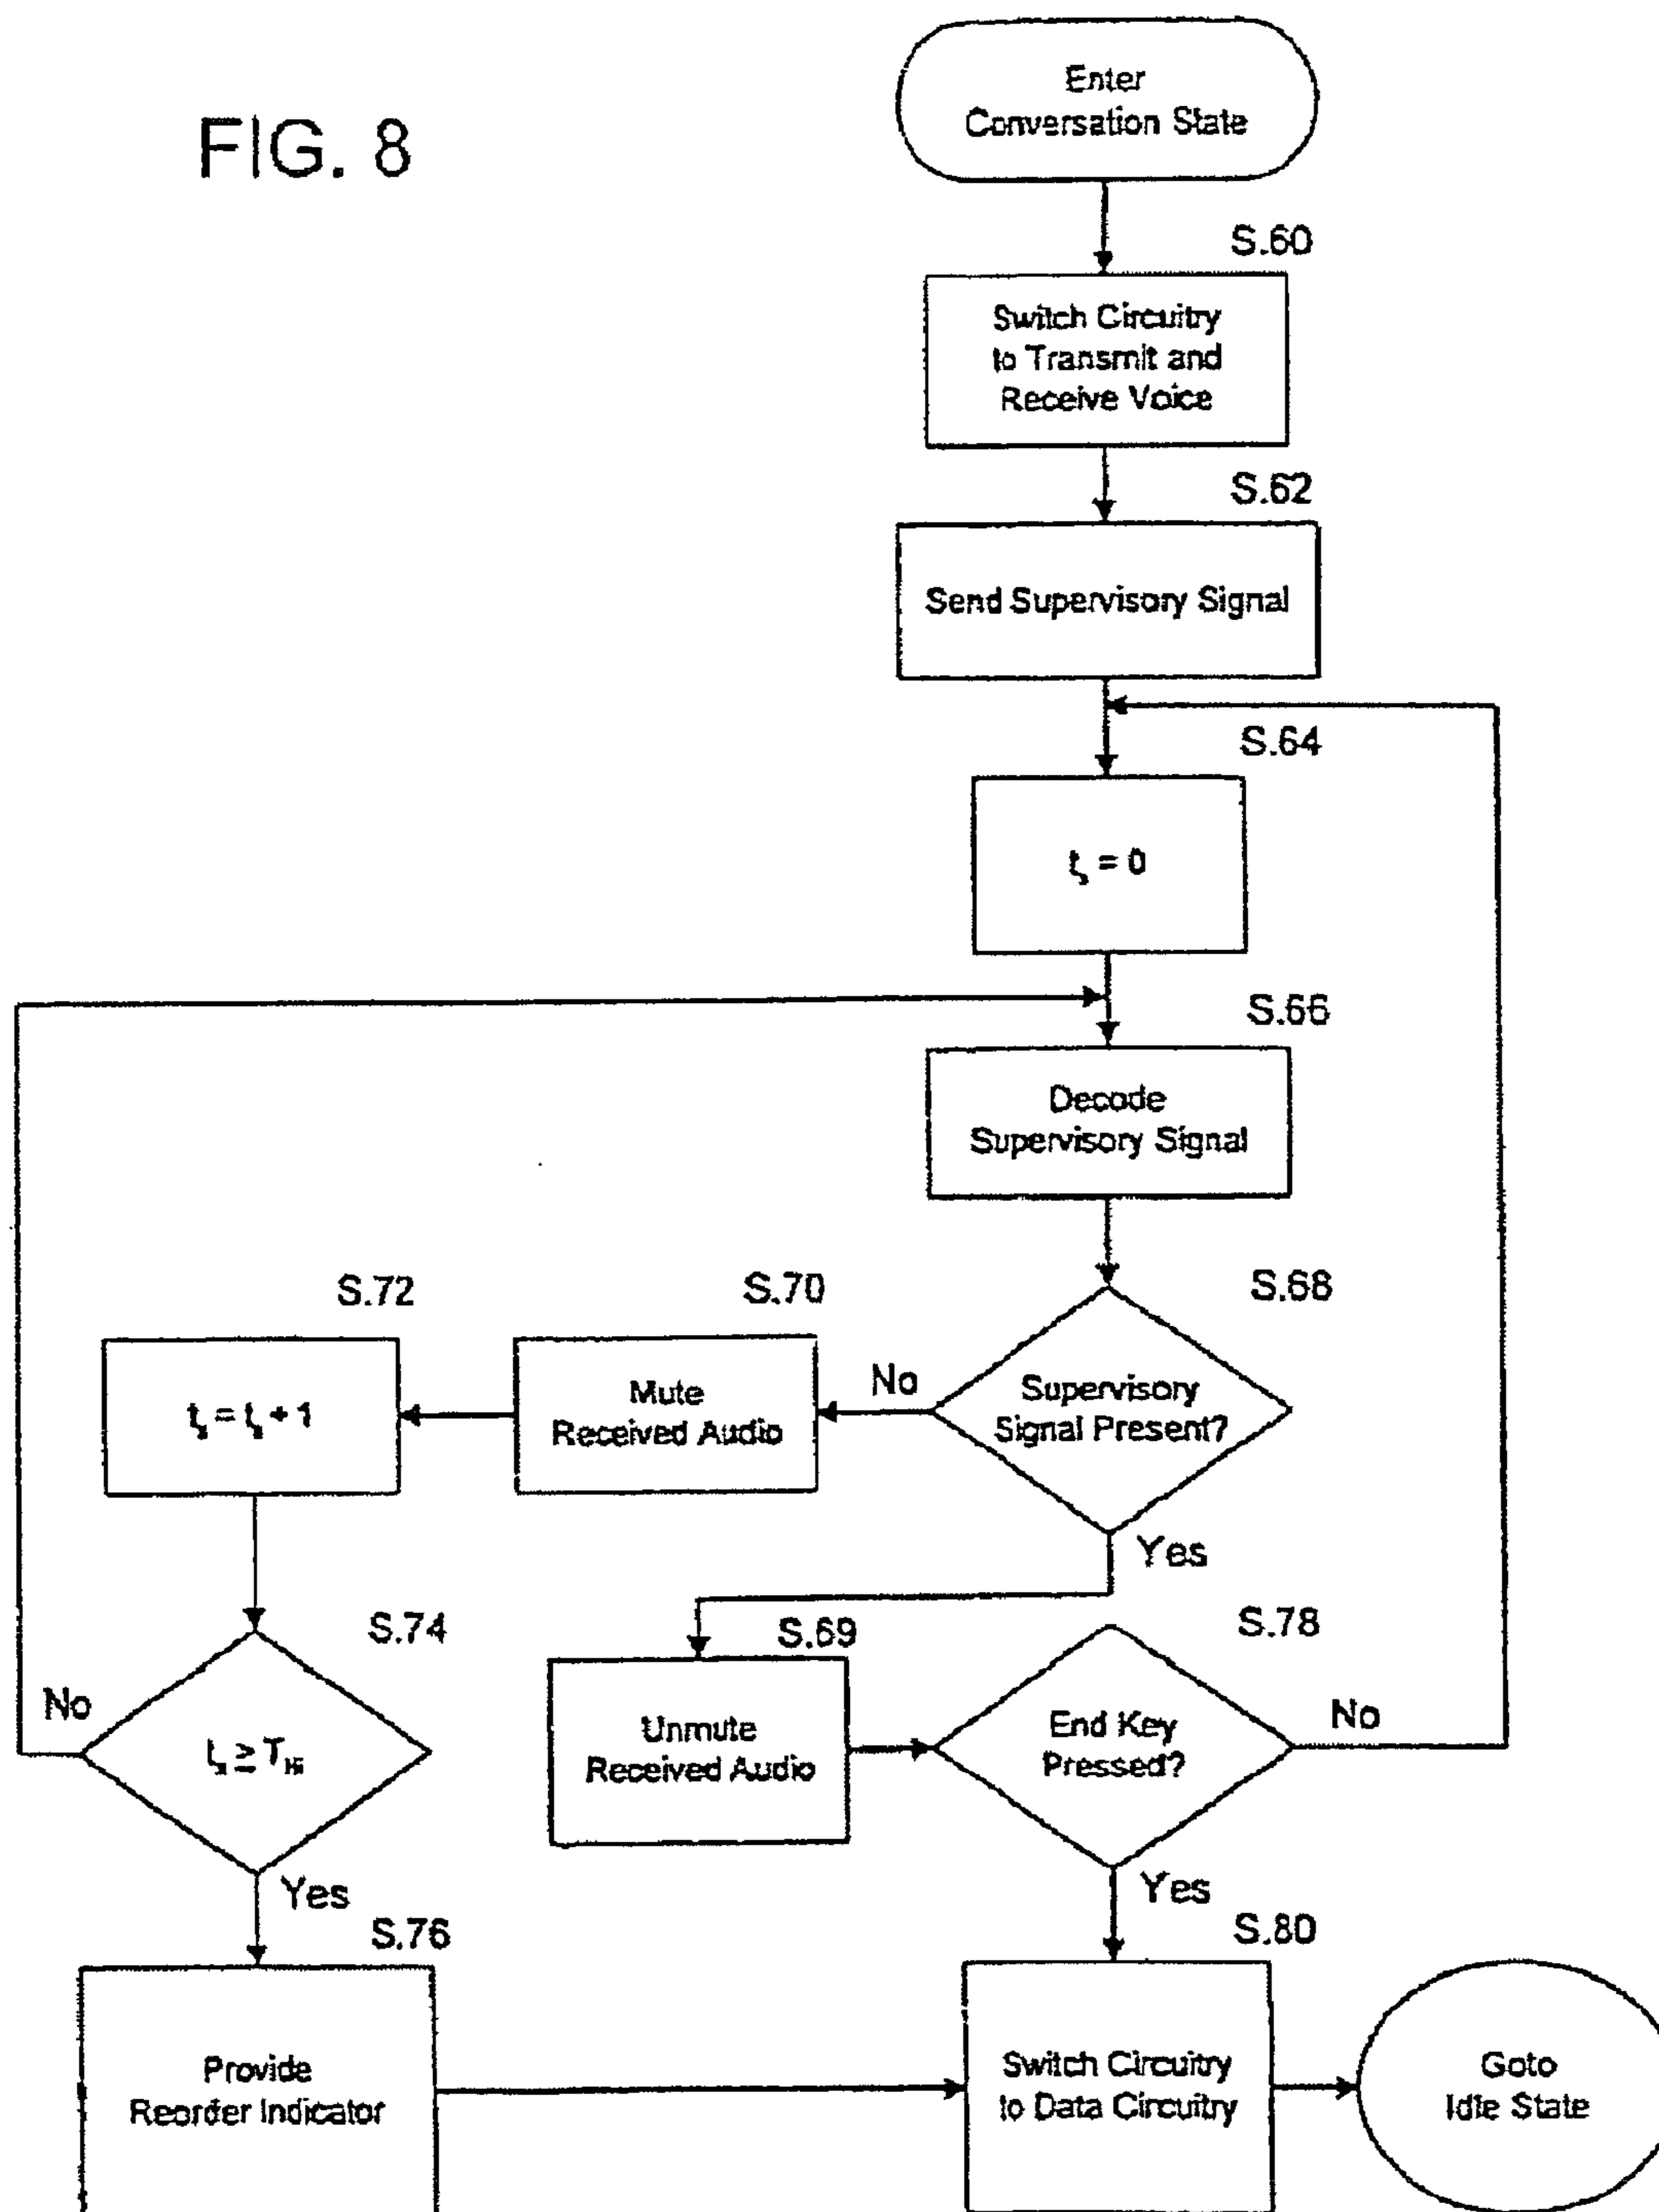 FIG. 8
Enter
Conversation State
S.60
Switch Circuitry
to Transmit and
Receive Voice
S.62
Send Supervisory Signal
S.64
ts = 0
S.66
Decode
Supervisory Signal
S.68
Supervisory
Signal Present?
No
Yes
S.70
Mute
Received Audio
S.72
ts = ts + 1
S.74
ts ≥ THi
No
Yes
S.69
Unmute
Received Audio
S.78
End Key
Pressed?
No
Yes
S.76
Provide
Reorder Indicator
S.80
Switch Circuitry
to Data Circuitry
Goto
Idle State